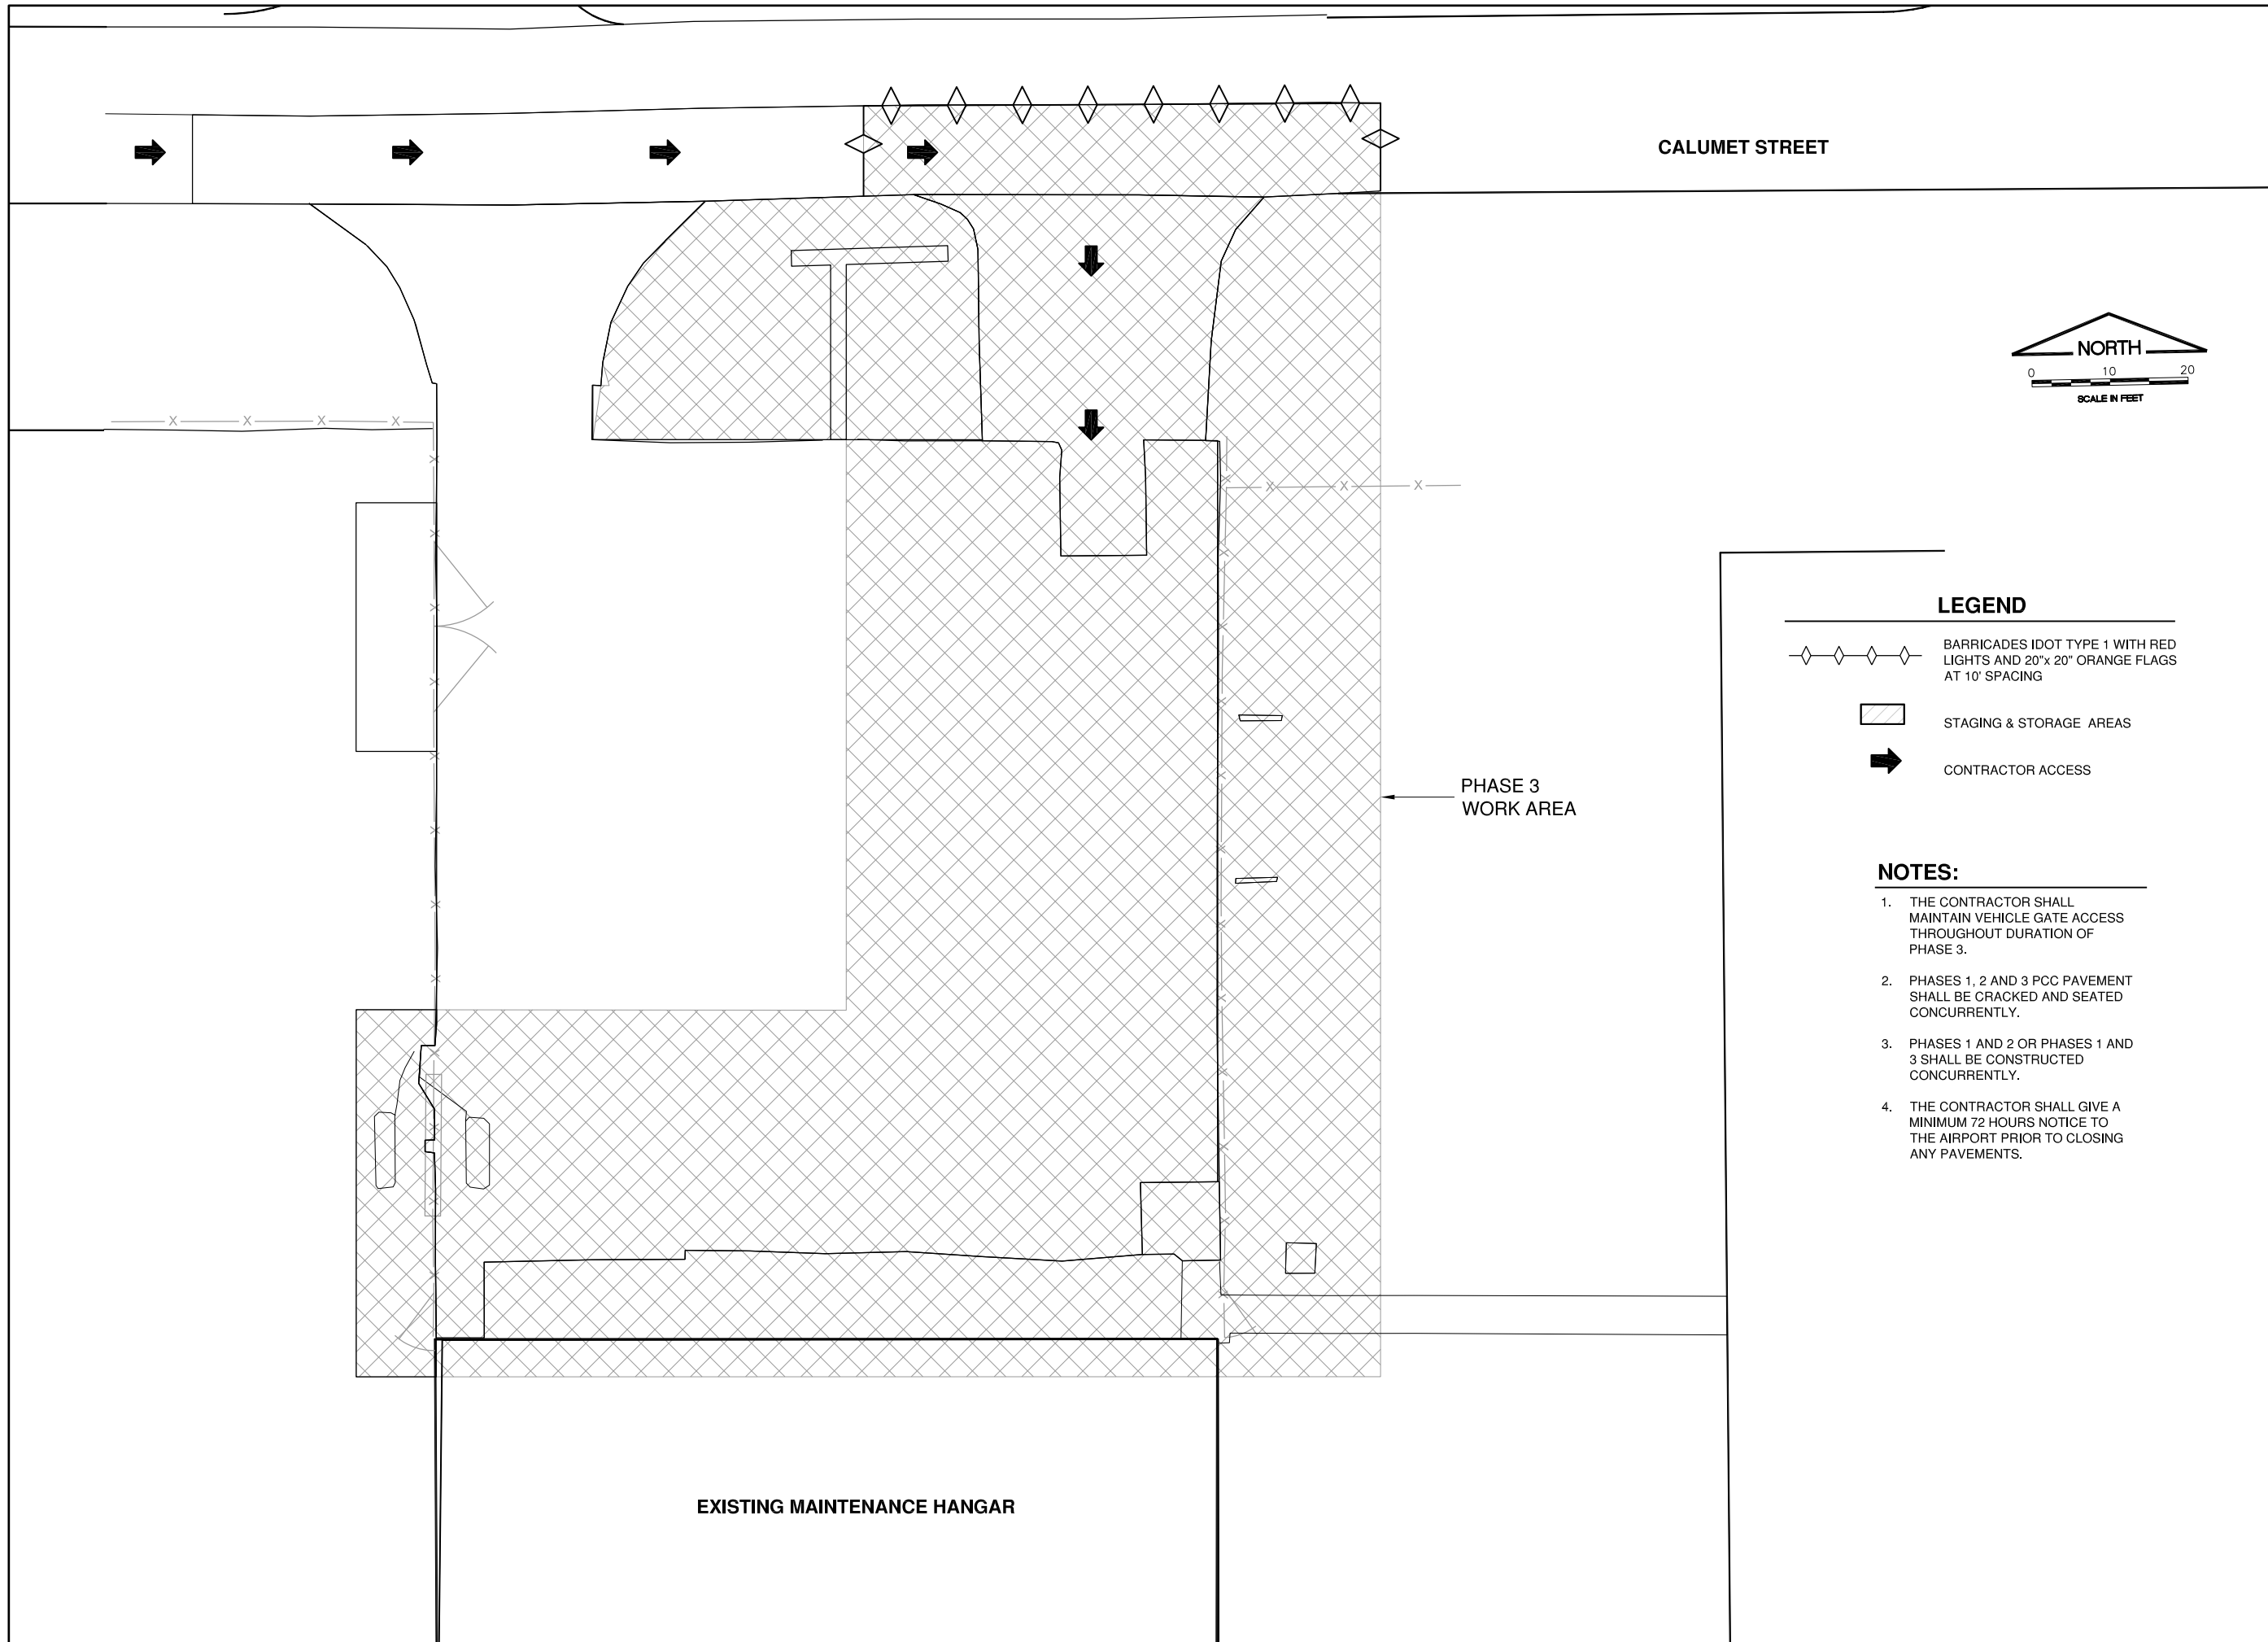 CALUMET STREET
NORTH
0 10 20
SCALE IN FEET
LEGEND
BARRICADES IDOT TYPE 1 WITH RED
LIGHTS AND 20"x 20" ORANGE FLAGS
AT 10' SPACING
STAGING & STORAGE AREAS
CONTRACTOR ACCESS
PHASE 3
WORK AREA
NOTES:
1. THE CONTRACTOR SHALL
MAINTAIN VEHICLE GATE ACCESS
THROUGHOUT DURATION OF
PHASE 3.
2. PHASES 1, 2 AND 3 PCC PAVEMENT
SHALL BE CRACKED AND SEATED
CONCURRENTLY.
3. PHASES 1 AND 2 OR PHASES 1 AND
3 SHALL BE CONSTRUCTED
CONCURRENTLY.
4. THE CONTRACTOR SHALL GIVE A
MINIMUM 72 HOURS NOTICE TO
THE AIRPORT PRIOR TO CLOSING
ANY PAVEMENTS.
EXISTING MAINTENANCE HANGAR